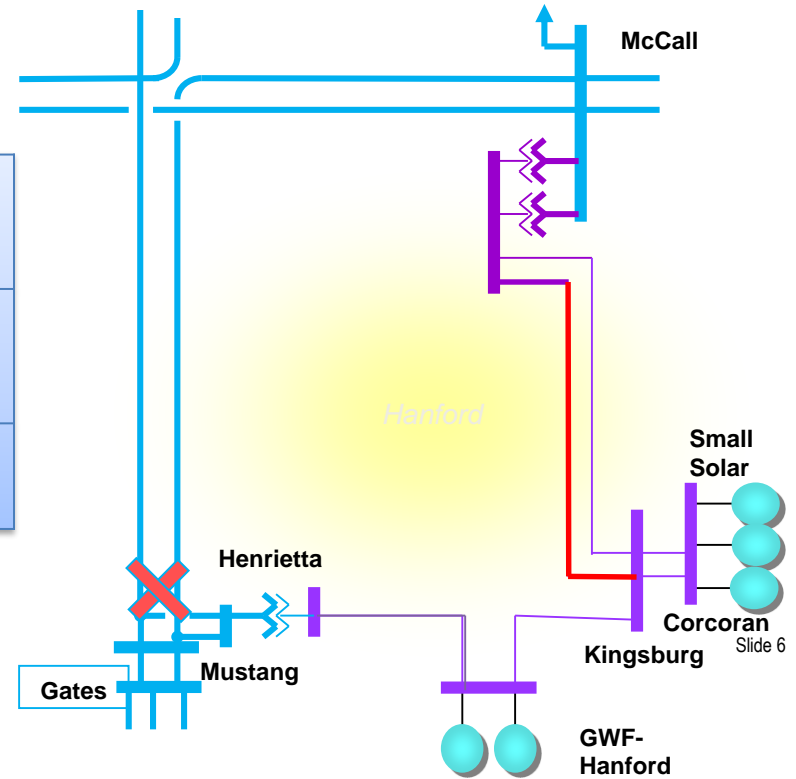 McCall
Hanford
Small
Solar
Henrietta
Corcoran
Slide 6
Kingsburg
Mustang
Gates
GWF-
Hanford